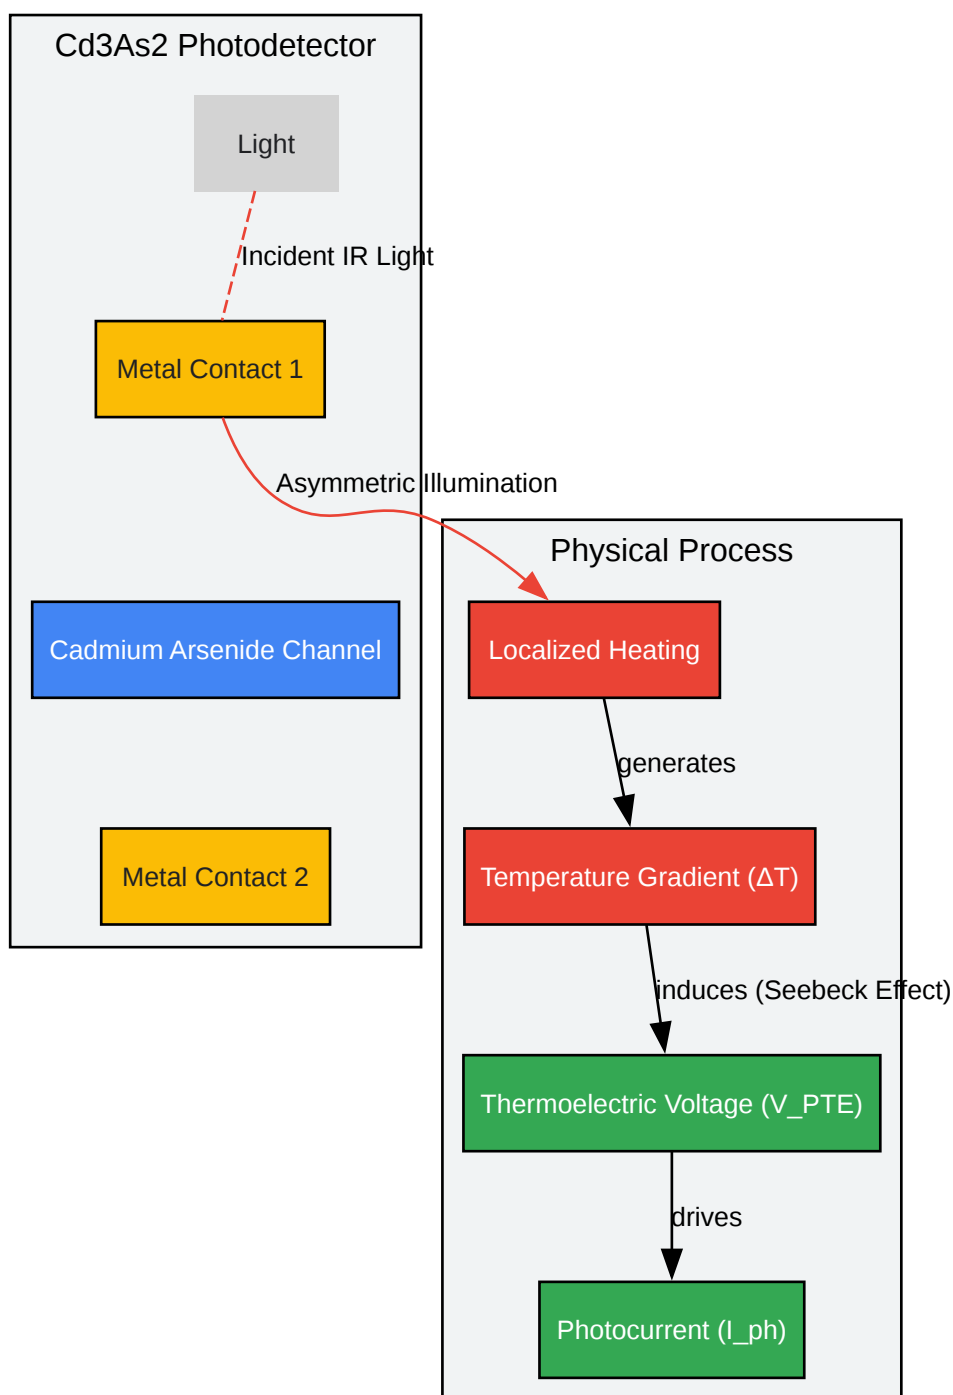 Cd3As2 Photodetector
Light
Incident IR Light
Metal Contact 1
Asymmetric Illumination
Cadmium Arsenide Channel
Metal Contact 2
Physical Process
Localized Heating
generates
Temperature Gradient (ΔT)
induces (Seebeck Effect)
Thermoelectric Voltage (V_PTE)
drives
Photocurrent (I_ph)